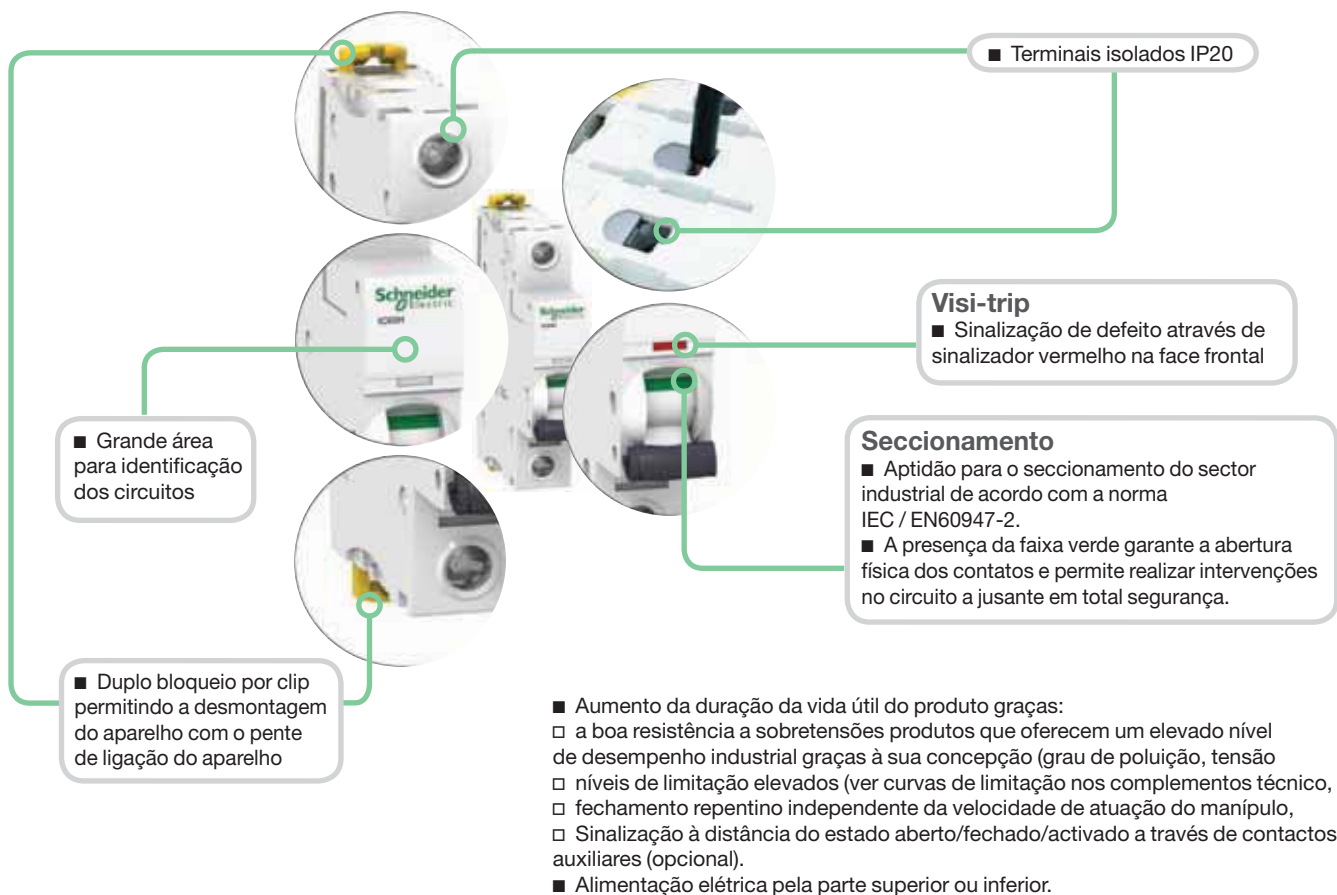 ■ Terminais isolados IP20
Schneider
Electric
Schneider
Visi-trip
■ Sinalização de defeito através de
sinalizador vermelho na face frontal
■ Grande área
para identificação
dos circuitos
Seccionamento
■ Aptidão para o seccionamento do sector
industrial de acordo com a norma
IEC / EN60947-2.
■ A presença da faixa verde garante a abertura
física dos contatos e permite realizar intervenções
no circuito a jusante em total segurança.
■ Duplo bloqueio por clip
permitindo a desmontagem
do aparelho com o pente
de ligação do aparelho
■ Aumento da duração da vida útil do produto graças:
□ a boa resistência a sobretensões produtos que oferecem um elevado nível
de desempenho industrial graças à sua concepção (grau de poluição, tensão
□ níveis de limitação elevados (ver curvas de limitação nos complementos técnico,
□ fechamento repentino independente da velocidade de atuação do manípulo,
□ Sinalização à distância do estado aberto/fechado/activado a través de contactos
auxiliares (opcional).
■ Alimentação elétrica pela parte superior ou inferior.